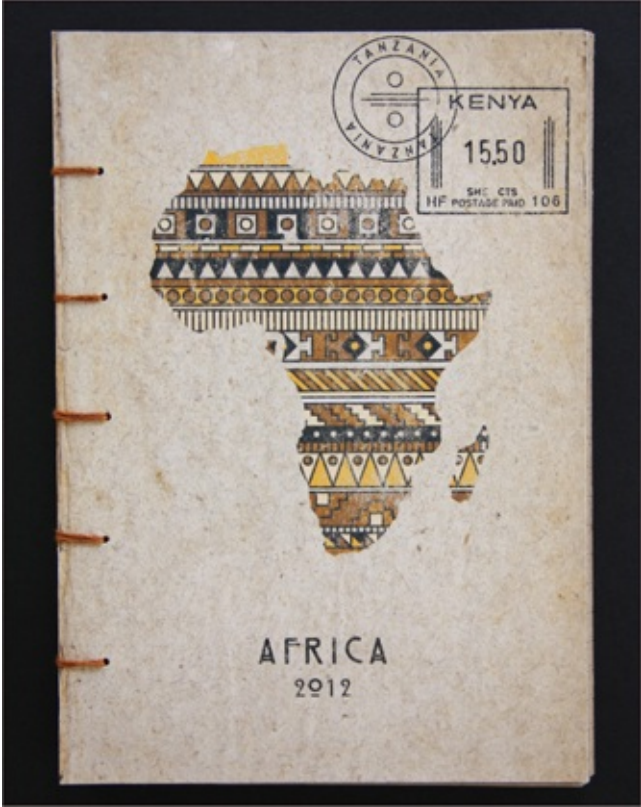 TANZANIA
TANZANIA
KENYA
15.50
SHS CTS
HF POSTAGE PAID 106
AFRICA
2012